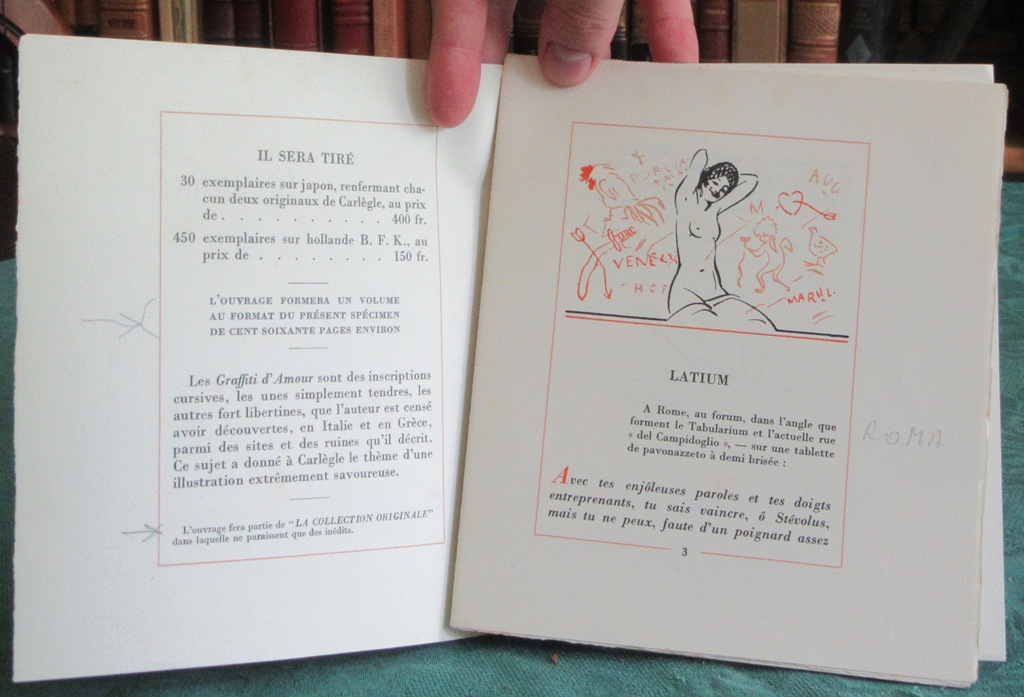 IL SERA TIRÉ
30 exemplaires sur japon, renfermant cha-
cun deux originaux de Carlègle, au prix
de . . . . . . . . . . 400 fr.
450 exemplaires sur hollande B. F. K., au
prix de . . . . . . . . 150 fr.
L'OUVRAGE FORMERA UN VOLUME
AU FORMAT DU PRÉSENT SPÉCIMEN
DE CENT SOIXANTE PAGES ENVIRON
Les Graffiti d'Amour sont des inscriptions
cursives, les unes simplement tendres, les
autres fort libertines, que l'auteur est censé
avoir découvertes, en Italie et en Grèce,
parmi des sites et des ruines qu'il décrit.
Ce sujet a donné à Carlègle le thème d'une
illustration extrêmement savoureuse.
L'ouvrage fera partie de "LA COLLECTION ORIGINALE"
dans laquelle ne paraissent que des inédits.
AVG
M
VENE
LATIUM
A Rome, au forum, dans l'angle que
forment le Tabularium et l'actuelle rue
« del Campidoglio », — sur une tablette
de pavonazzeto à demi brisée :
ROMA
Avec tes enjôleuses paroles et tes doigts
entreprenants, tu sais vaincre, ô Stévolus,
mais tu ne peux, faute d'un poignard assez
3